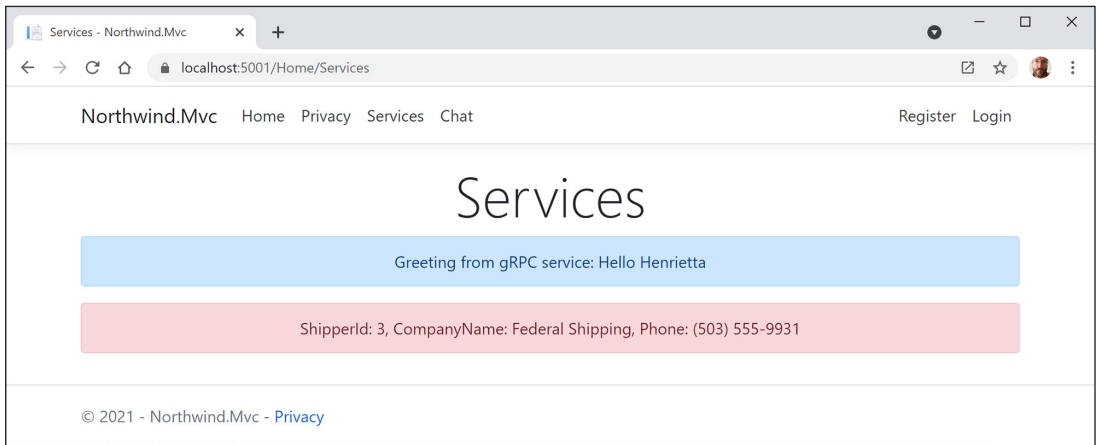 Services - Northwind.Mvc
localhost:5001/Home/Services
Northwind.Mvc Home Privacy Services Chat Register Login
Services
Greeting from gRPC service: Hello Henrietta
ShipperId: 3, CompanyName: Federal Shipping, Phone: (503) 555-9931
© 2021 - Northwind.Mvc - Privacy